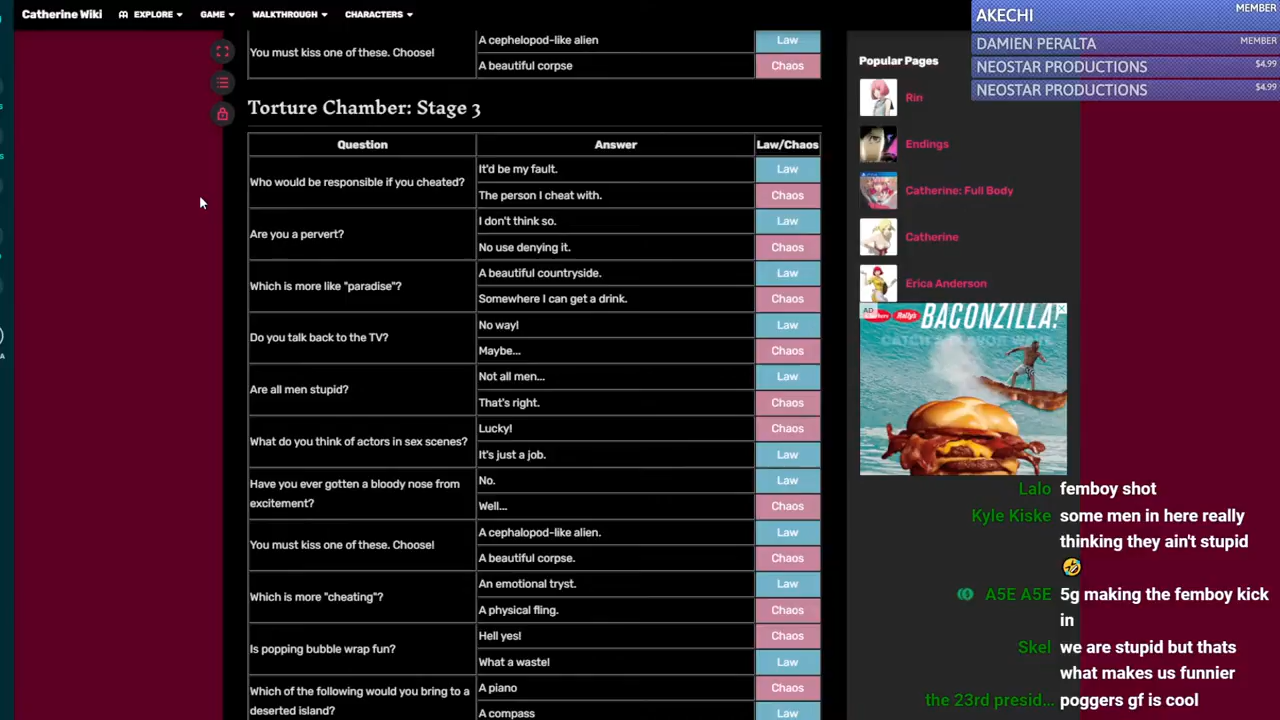 Catherine Wiki
EXPLORE
GAME
WALKTHROUGH
CHARACTERS
AKECHI
MEMBER
DAMIEN PERALTA
MEMBER
NEOSTAR PRODUCTIONS
$4.99
NEOSTAR PRODUCTIONS
$4.99
You must kiss one of these. Choose!
A cephelopod-like alien
Law
A beautiful corpse
Chaos
Torture Chamber: Stage 3
Question
Answer
Law/Chaos
Who would be responsible if you cheated?
It'd be my fault.
Law
The person I cheat with.
Chaos
Are you a pervert?
I don't think so.
Law
No use denying it.
Chaos
Which is more like "paradise"?
A beautiful countryside.
Law
Somewhere I can get a drink.
Chaos
Do you talk back to the TV?
No way!
Law
Maybe...
Chaos
Are all men stupid?
Not all men...
Law
That's right.
Chaos
What do you think of actors in sex scenes?
Lucky!
Chaos
It's just a job.
Law
Have you ever gotten a bloody nose from
excitement?
No.
Law
Well...
Chaos
You must kiss one of these. Choose!
A cephalopod-like alien.
Law
A beautiful corpse.
Chaos
Which is more "cheating"?
An emotional tryst.
Law
A physical fling.
Chaos
Is popping bubble wrap fun?
Hell yes!
Chaos
What a waste!
Law
Which of the following would you bring to a
deserted island?
A piano
Chaos
A compass
Law
Popular Pages
Rin
Endings
Catherine: Full Body
Catherine
Erica Anderson
AD
Rally's
BACONZILLA!
Lalo femboy shot
Kyle Kiske some men in here really
thinking they ain't stupid
A5E A5E 5g making the femboy kick
in
Skel we are stupid but thats
what makes us funnier
the 23rd presid... poggers gf is cool